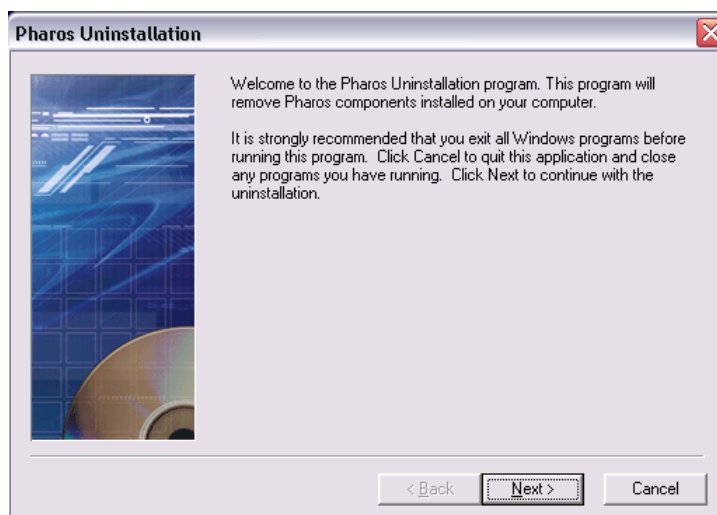 Pharos Uninstallation
Welcome to the Pharos Uninstallation program. This program will
remove Pharos components installed on your computer.
It is strongly recommended that you exit all Windows programs before
running this program. Click Cancel to quit this application and close
any programs you have running. Click Next to continue with the
uninstallation.
< Back
Next >
Cancel